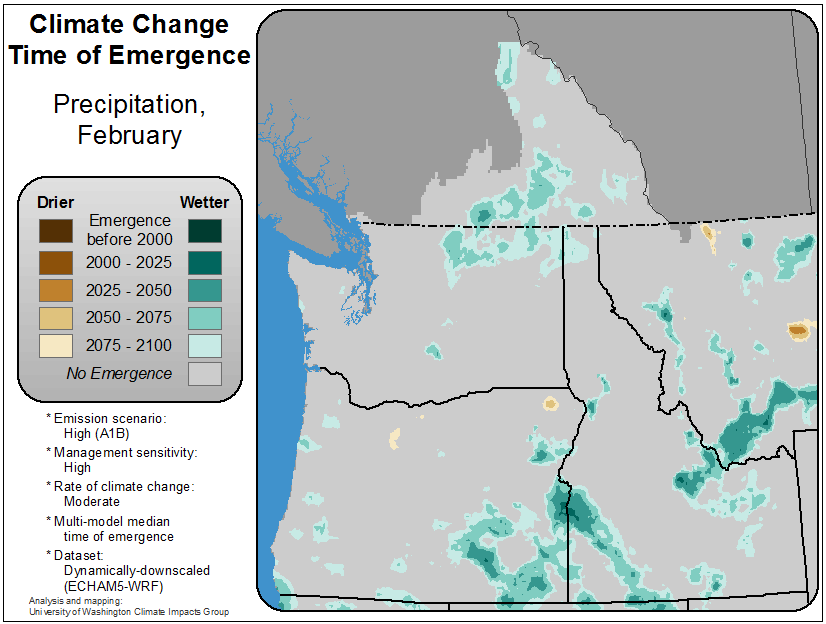 Climate Change
Time of Emergence
Precipitation,
February
Drier
Wetter
Emergence
before 2000
2000 - 2025
2025 - 2050
2050 - 2075
2075 - 2100
No Emergence
* Emission scenario:
High (A1B)
* Management sensitivity:
High
* Rate of climate change:
Moderate
* Multi-model median
time of emergence
* Dataset:
Dynamically-downscaled
(ECHAM5-WRF)
Analysis and mapping:
University of Washington Climate Impacts Group